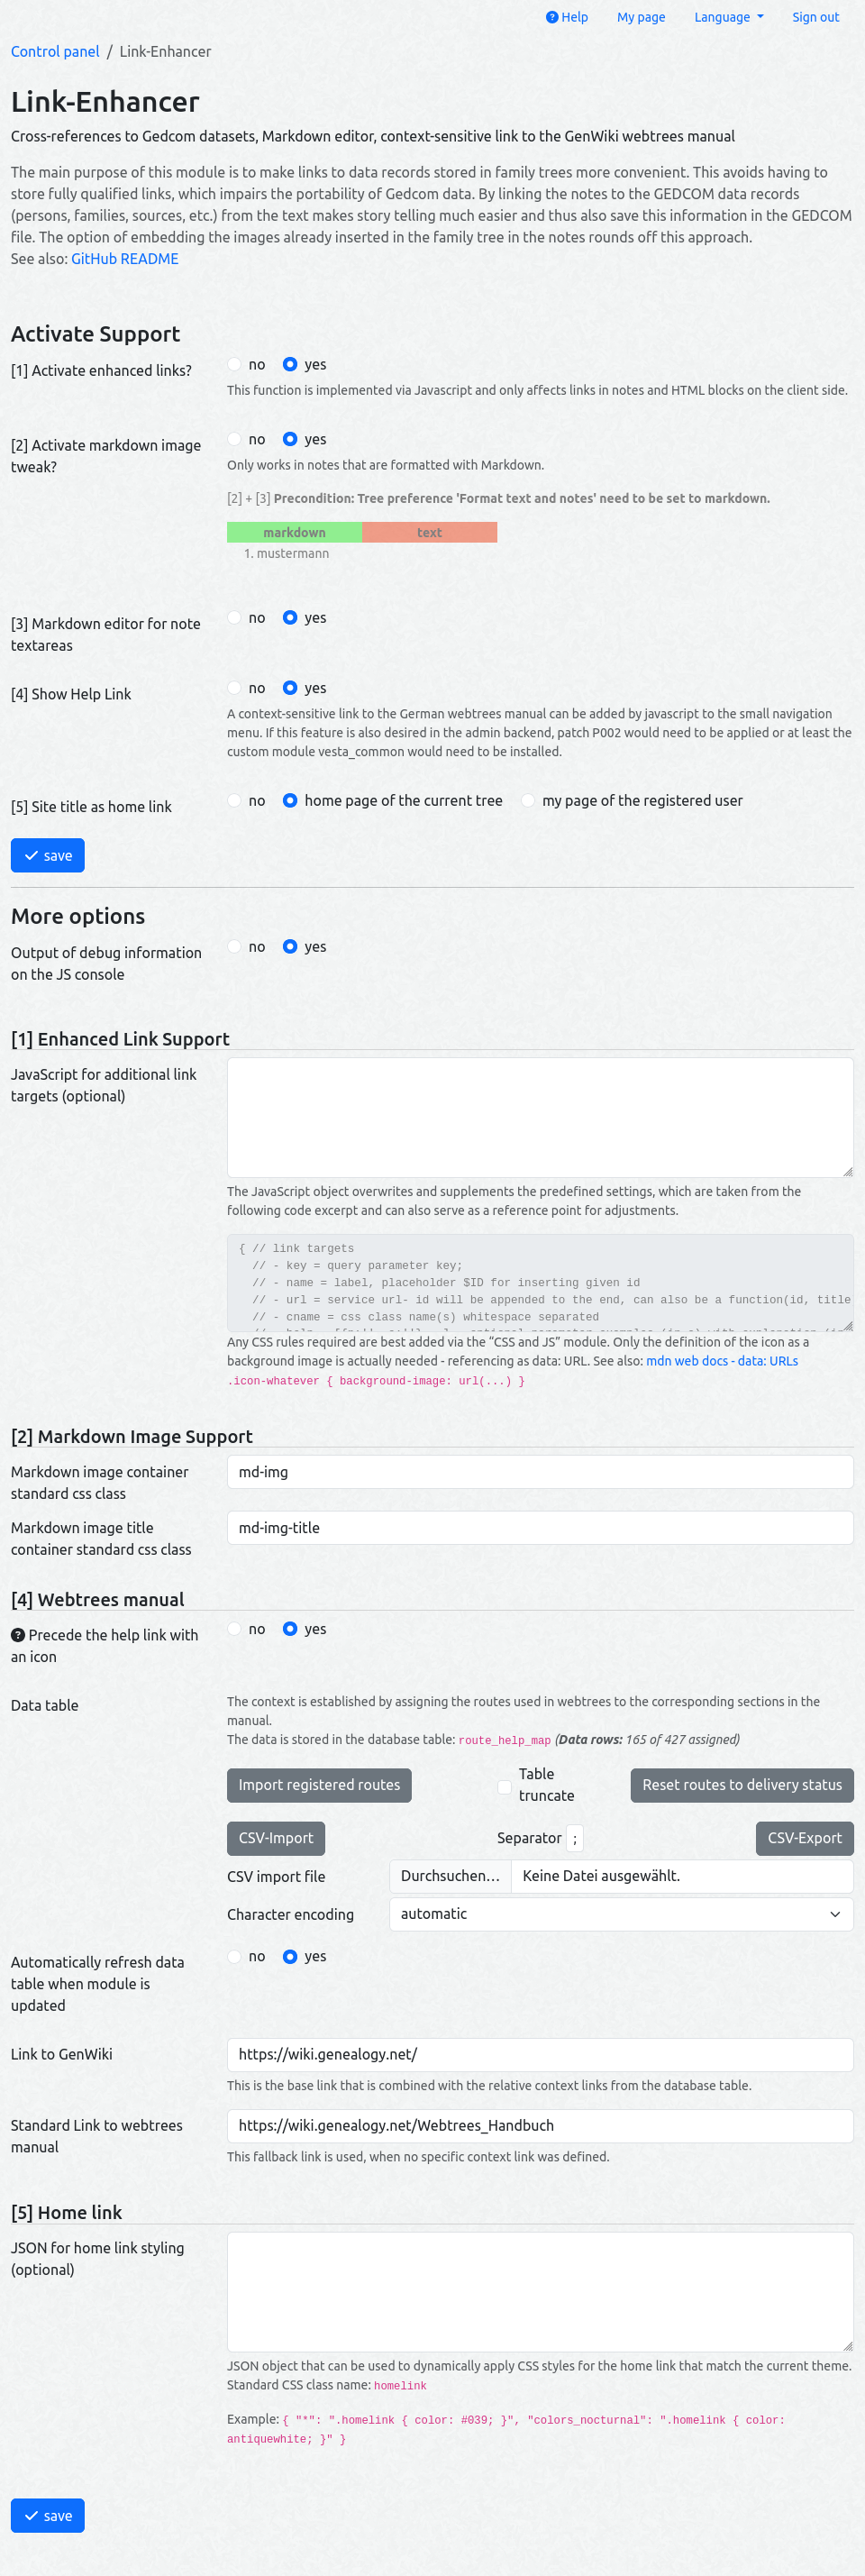 Help My page Language Sign out
Control panel / Link-Enhancer
Link-Enhancer
Cross-references to Gedcom datasets, Markdown editor, context-sensitive link to the GenWiki webtrees manual
The main purpose of this module is to make links to data records stored in family trees more convenient. This avoids having to
store fully qualified links, which impairs the portability of Gedcom data. By linking the notes to the GEDCOM data records
(persons, families, sources, etc.) from the text makes story telling much easier and thus also save this information in the GEDCOM
file. The option of embedding the images already inserted in the family tree in the notes rounds off this approach.
See also: GitHub README
Activate Support
[1] Activate enhanced links?
no yes
This function is implemented via Javascript and only affects links in notes and HTML blocks on the client side.
[2] Activate markdown image
tweak?
no yes
Only works in notes that are formatted with Markdown.
[2] + [3] Precondition: Tree preference 'Format text and notes' need to be set to markdown.
markdown text
1. mustermann
[3] Markdown editor for note
textareas
no yes
[4] Show Help Link
no yes
A context-sensitive link to the German webtrees manual can be added by javascript to the small navigation
menu. If this feature is also desired in the admin backend, patch P002 would need to be applied or at least the
custom module vesta_common would need to be installed.
[5] Site title as home link
no home page of the current tree my page of the registered user
save
More options
Output of debug information
on the JS console
no yes
[1] Enhanced Link Support
JavaScript for additional link
targets (optional)
The JavaScript object overwrites and supplements the predefined settings, which are taken from the
following code excerpt and can also serve as a reference point for adjustments.
{ // link targets
// - key = query parameter key;
// - name = label, placeholder $ID for inserting given id
// - url = service url- id will be appended to the end, can also be a function(id, title
// - cname = css class name(s) whitespace separated
Any CSS rules required are best added via the “CSS and JS” module. Only the definition of the icon as a
background image is actually needed - referencing as data: URL. See also: mdn web docs - data: URLs
.icon-whatever { background-image: url(...) }
[2] Markdown Image Support
Markdown image container
standard css class
md-img
Markdown image title
container standard css class
md-img-title
[4] Webtrees manual
Precede the help link with
an icon
no yes
Data table
The context is established by assigning the routes used in webtrees to the corresponding sections in the
manual.
The data is stored in the database table: route_help_map (Data rows: 165 of 427 assigned)
Import registered routes
Table
truncate
Reset routes to delivery status
CSV-Import Separator ; CSV-Export
CSV import file Durchsuchen… Keine Datei ausgewählt.
Character encoding automatic
Automatically refresh data
table when module is
updated
no yes
Link to GenWiki
https://wiki.genealogy.net/
This is the base link that is combined with the relative context links from the database table.
Standard Link to webtrees
manual
https://wiki.genealogy.net/Webtrees_Handbuch
This fallback link is used, when no specific context link was defined.
[5] Home link
JSON for home link styling
(optional)
JSON object that can be used to dynamically apply CSS styles for the home link that match the current theme.
Standard CSS class name: homelink
Example: { "*": ".homelink { color: #039; }", "colors_nocturnal": ".homelink { color:
antiquewhite; }" }
save